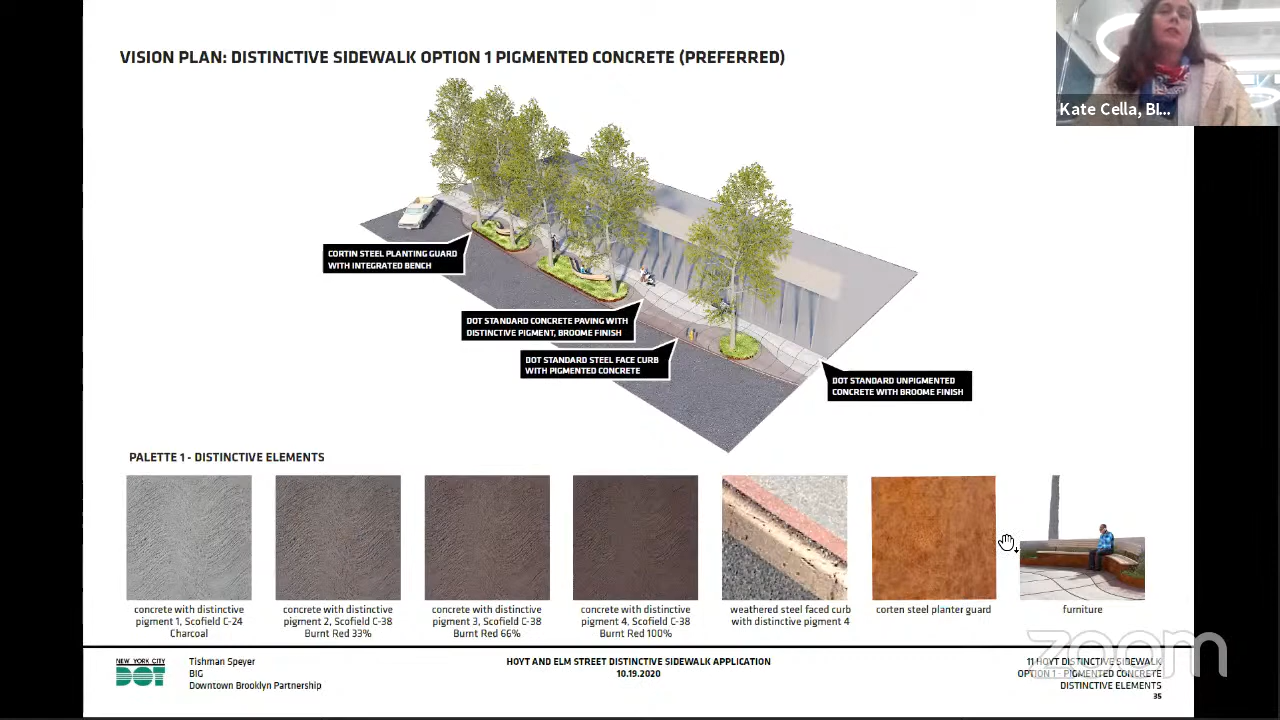 VISION PLAN: DISTINCTIVE SIDEWALK OPTION 1 PIGMENTED CONCRETE (PREFERRED)
Kate Cella, BI...
CORTIN STEEL PLANTING GUARD
WITH INTEGRATED BENCH
DOT STANDARD CONCRETE PAVING WITH
DISTINCTIVE PIGMENT, BROOME FINISH
DOT STANDARD STEEL FACE CURB
WITH PIGMENTED CONCRETE
DOT STANDARD UNPIGMENTED
CONCRETE WITH BROOME FINISH
PALETTE 1 - DISTINCTIVE ELEMENTS
concrete with distinctive
pigment 1, Scofield C-24
Charcoal
concrete with distinctive
pigment 2, Scofield C-38
Burnt Red 33%
concrete with distinctive
pigment 3, Scofield C-38
Burnt Red 66%
concrete with distinctive
pigment 4, Scofield C-38
Burnt Red 100%
weathered steel faced curb
with distinctive pigment 4
corten steel planter guard
furniture
NEW YORK CITY
DOT
Tishman Speyer
BIG
Downtown Brooklyn Partnership
HOYT AND ELM STREET DISTINCTIVE SIDEWALK APPLICATION
10.19.2020
11 HOYT DISTINCTIVE SIDEWALK
OPTION 1 - PIGMENTED CONCRETE
DISTINCTIVE ELEMENTS
35
zoom